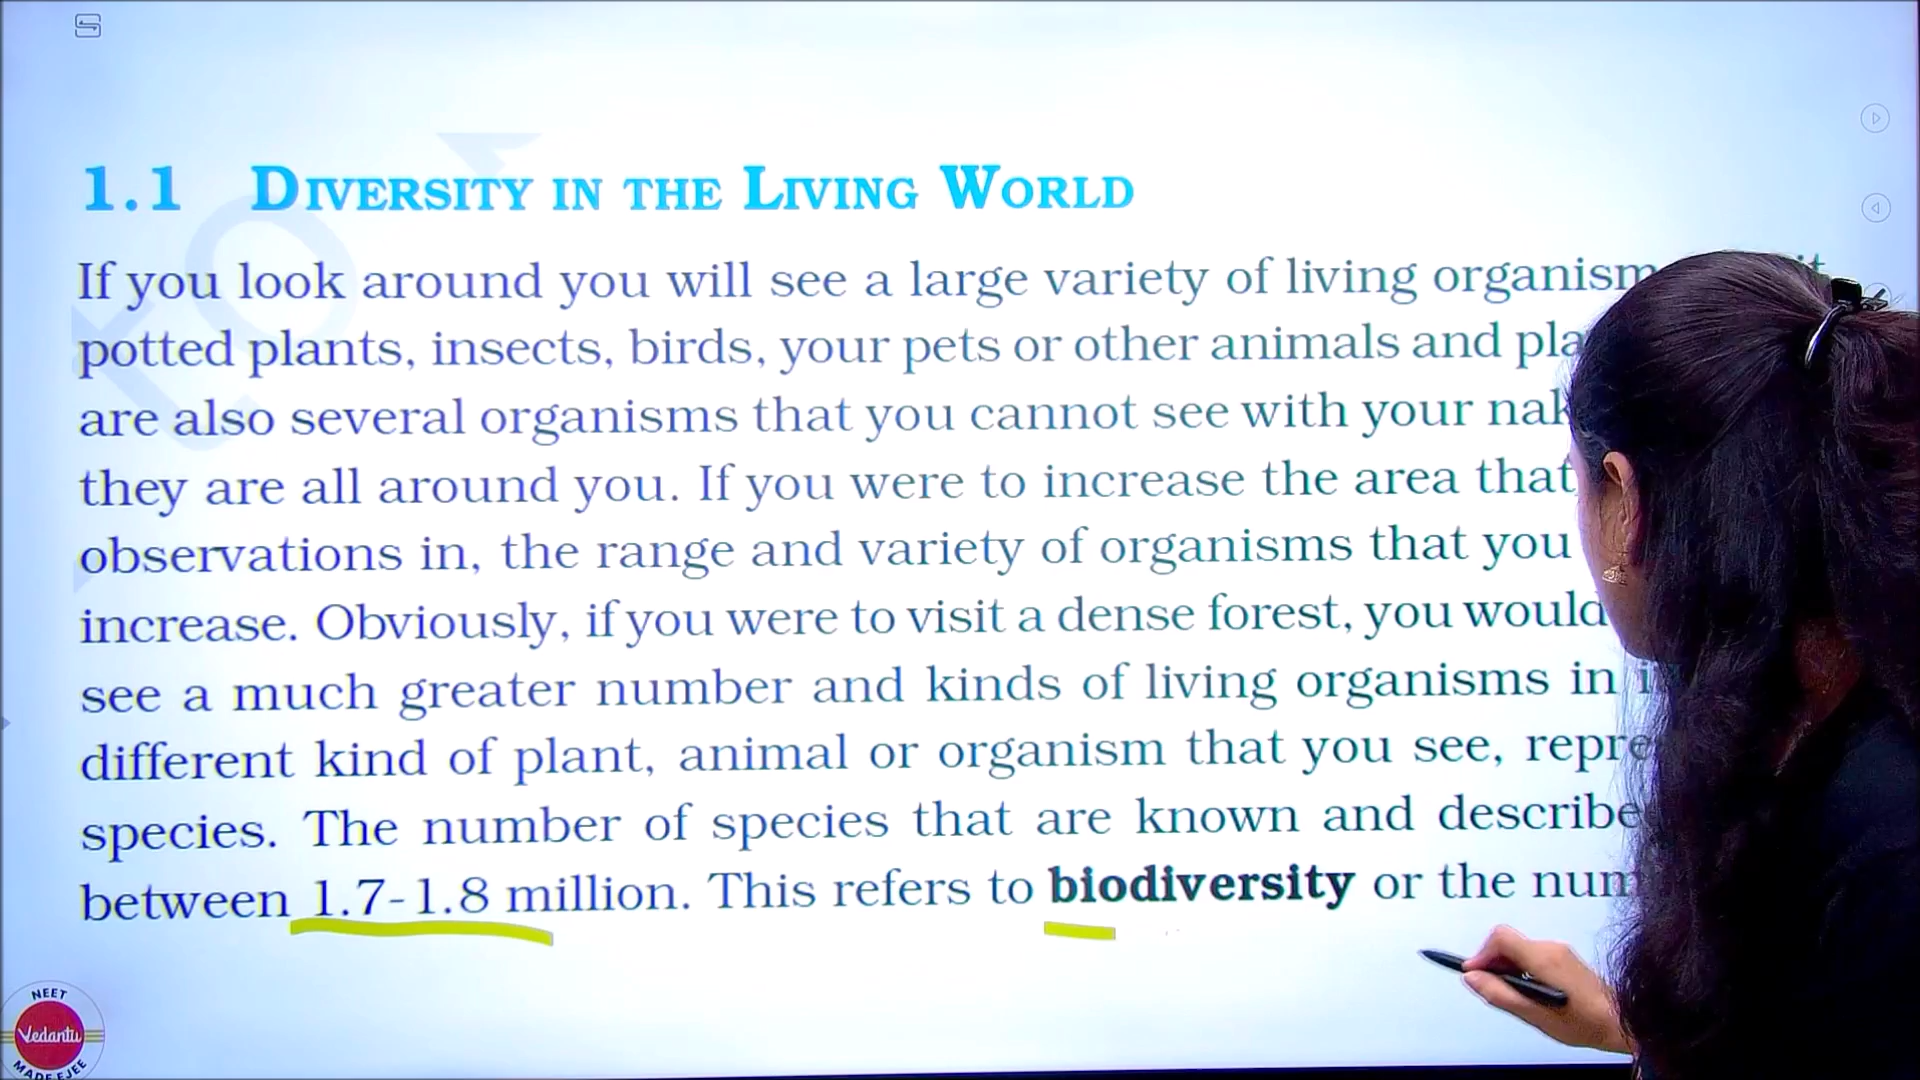 1.1 DIVERSITY IN THE LIVING WORLD
If you look around you will see a large variety of living
potted plants, insects, birds, your pets or other animals and
are also several organisms that you cannot see with your
they are all around you. If you were to increase the area that
observations in, the range and variety of organisms that you
increase. Obviously, if you were to visit a dense forest, you would
see a much greater number and kinds of living organisms in
different kind of plant, animal or organism that you see,
species. The number of species that are known and
between 1.7-1.8 million. This refers to biodiversity or the
NEET
Vedantu
MADE EJEE